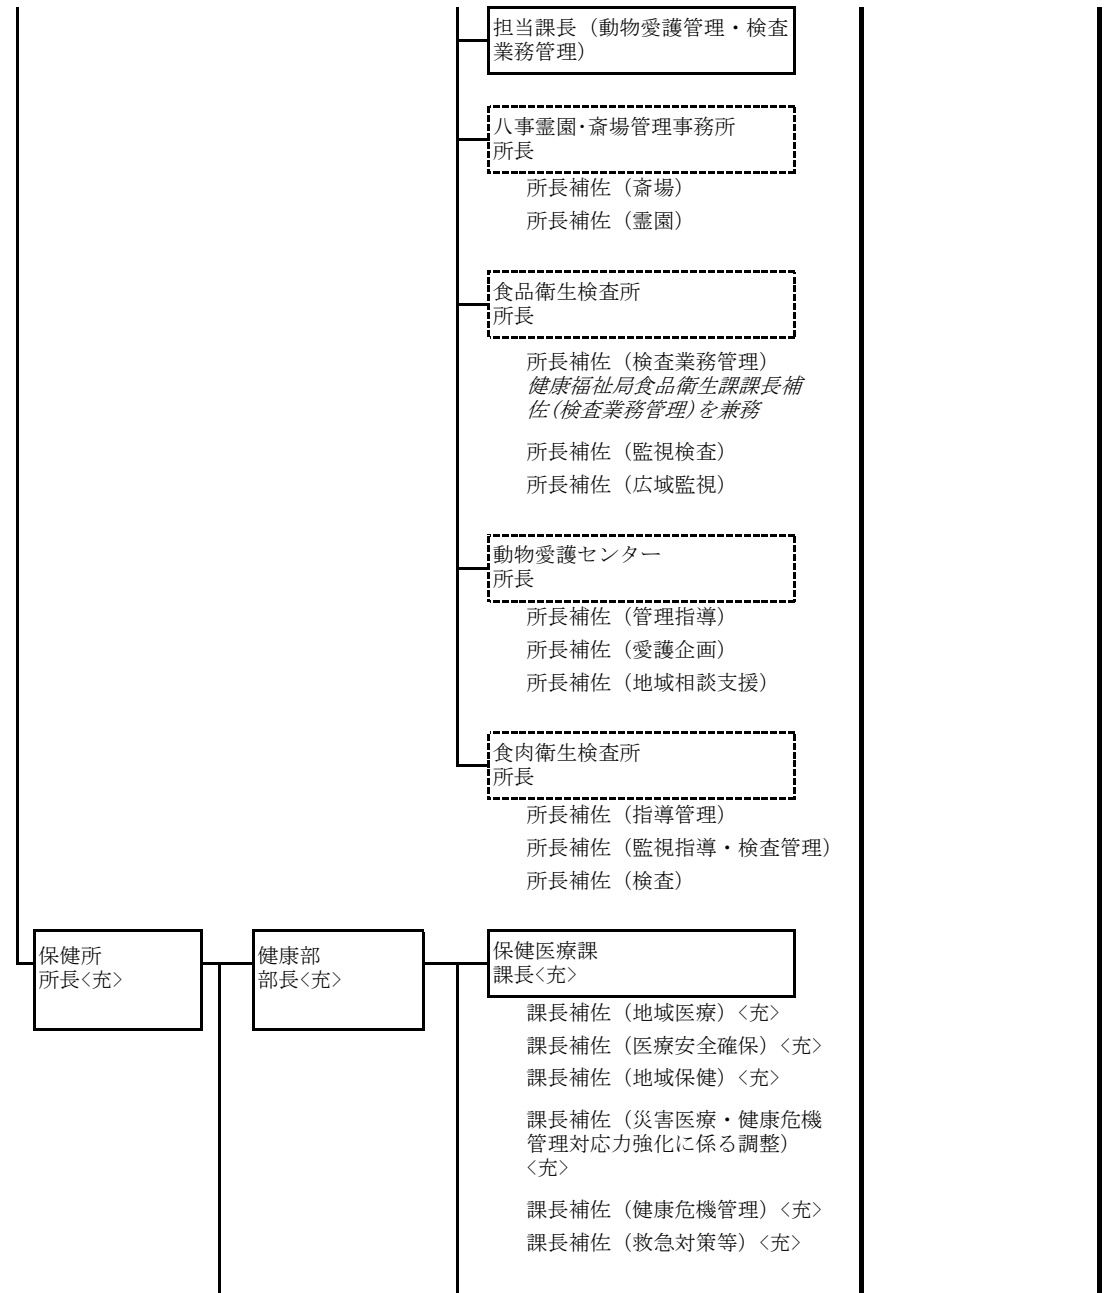 担当課長（動物愛護管理・検査
業務管理）
八事霊園･斎場管理事務所
所長
所長補佐（斎場）
所長補佐（霊園）
食品衛生検査所
所長
所長補佐（検査業務管理）
健康福祉局食品衛生課課長補
佐(検査業務管理)を兼務
所長補佐（監視検査）
所長補佐（広域監視）
動物愛護センター
所長
所長補佐（管理指導）
所長補佐（愛護企画）
所長補佐（地域相談支援）
食肉衛生検査所
所長
所長補佐（指導管理）
所長補佐（監視指導・検査管理）
所長補佐（検査）
保健所
所長<充>
健康部
部長<充>
保健医療課
課長<充>
課長補佐（地域医療）<充>
課長補佐（医療安全確保）<充>
課長補佐（地域保健）<充>
課長補佐（災害医療・健康危機
管理対応力強化に係る調整）
<充>
課長補佐（健康危機管理）<充>
課長補佐（救急対策等）<充>